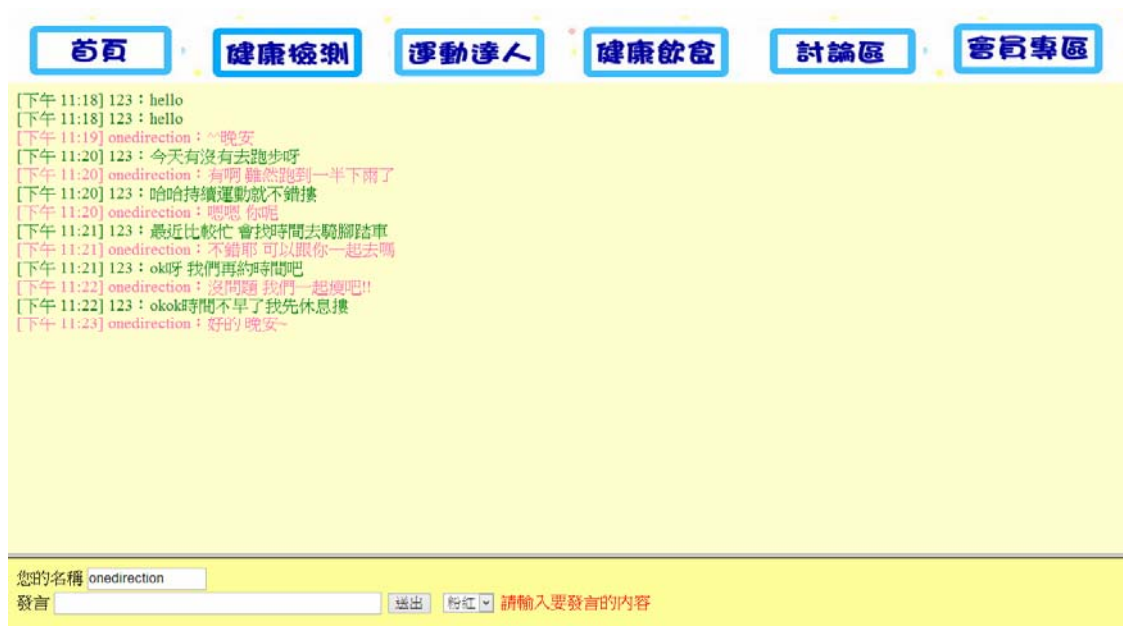 首頁 健康檢測 運動達人 健康飲食 討論區 會員專區
[下午 11:18] 123：hello
[下午 11:18] 123：hello
[下午 11:19] onedirection：^^晚安
[下午 11:20] 123：今天有沒有去跑步呀
[下午 11:20] onedirection：有啊 雖然跑到一半下雨了
[下午 11:20] 123：哈哈持續運動就不錯摟
[下午 11:20] onedirection：嗯嗯 你呢
[下午 11:21] 123：最近比較忙 會找時間去騎腳踏車
[下午 11:21] onedirection：不錯耶 可以跟你一起去嗎
[下午 11:21] 123：ok呀 我們再約時間吧
[下午 11:22] onedirection：沒問題 我們一起瘦吧!!
[下午 11:22] 123：okok時間不早了我先休息摟
[下午 11:23] onedirection：好的 晚安~
您的名稱 onedirection
發言 送出 粉紅 請輸入要發言的內容